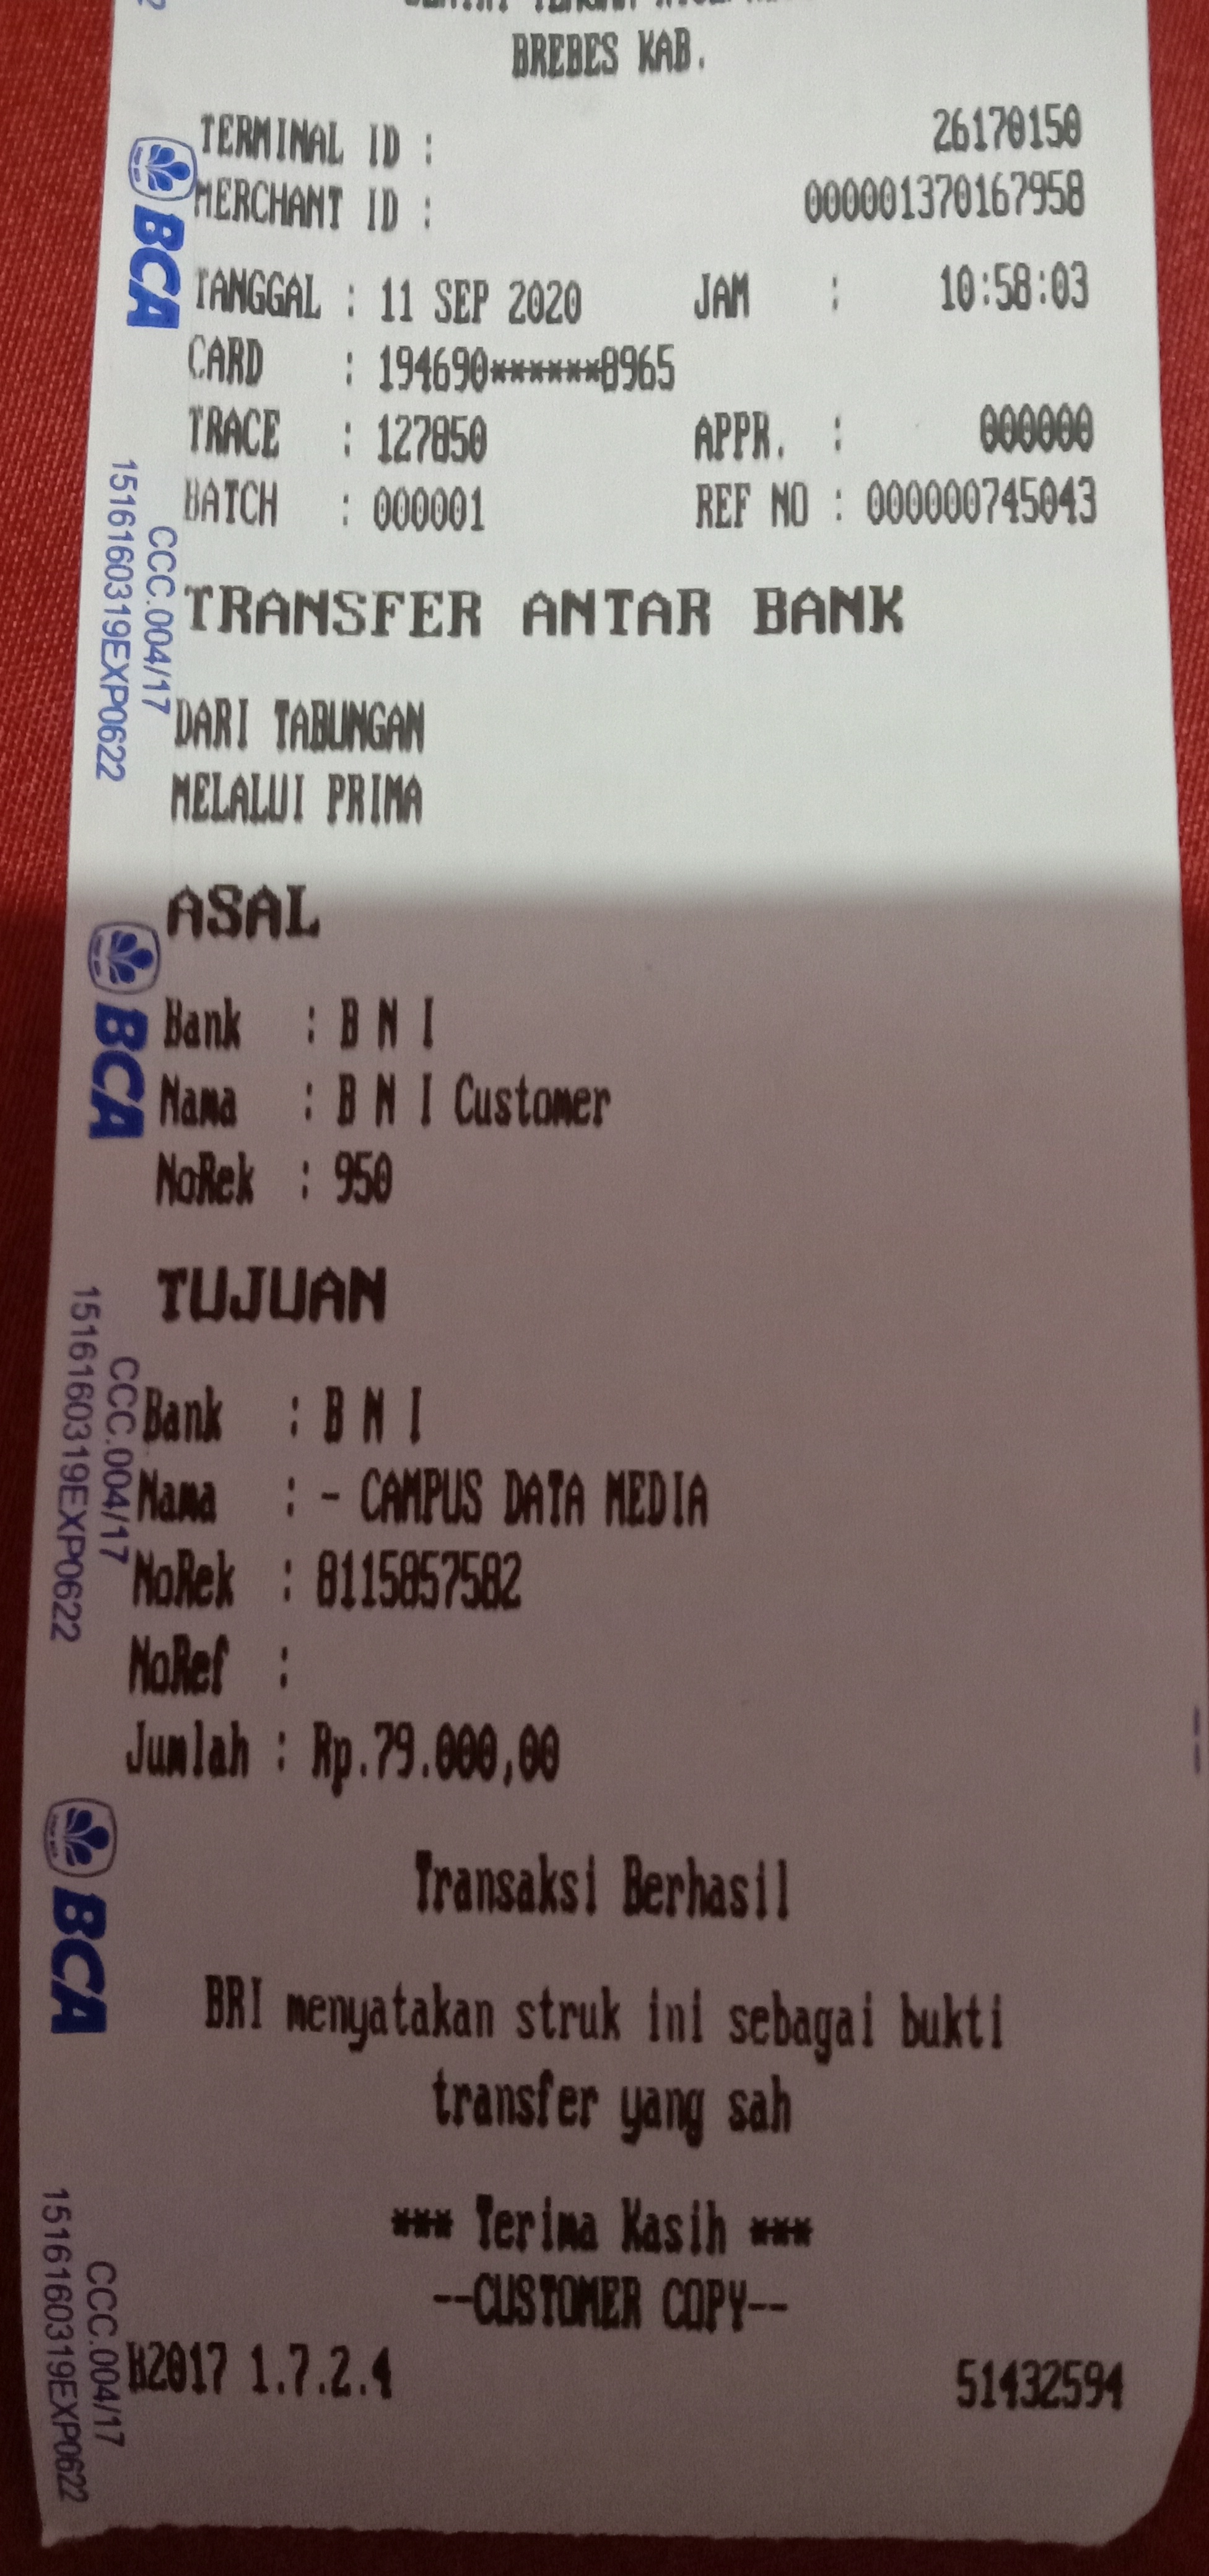 BREBES KAB.
TERMINAL ID : 26170150
MERCHANT ID : 000001370167958
TANGGAL : 11 SEP 2020 JAM : 10:58:03
CARD : 194690******8965
TRACE : 127850 APPR. : 000000
BATCH : 000001 REF NO : 000000745043
TRANSFER ANTAR BANK
DARI TABUNGAN
MELALUI PRIMA
ASAL
Bank : B N I
Nama : B N I Customer
NoRek : 950
TUJUAN
Bank : B N I
Nama : - CAMPUS DATA MEDIA
NoRek : 8115857582
NoRef :
Jumlah : Rp.79.000,00
Transaksi Berhasil
BRI menyatakan struk ini sebagai bukti
transfer yang sah
*** Terima Kasih ***
--CUSTOMER COPY--
B2017 1.7.2.4 51432594
BCA
CCC.004/17
1516160319EXP0622
BCA
CCC.004/17
1516160319EXP0622
BCA
CCC.004/17
1516160319EXP0622